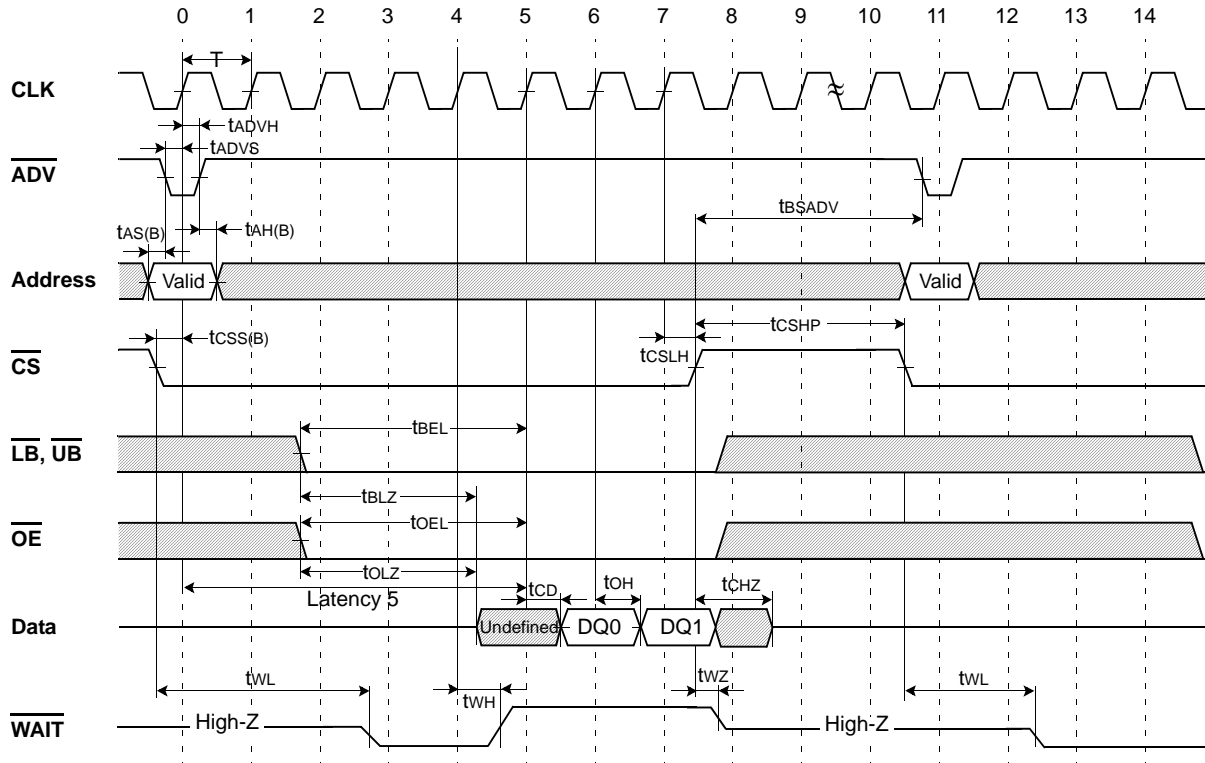 0 1 2 3 4 5 6 7 8 9 10 11 12 13 14
T
CLK
tADVH
tADVS
ADV
tBSADV
tAS(B) tAH(B)
Address Valid Valid
tCSS(B) tCSHP
tCSLH
CS
tBEL
LB, UB
tBLZ
tOEL
OE
tOLZ
tCD tOH tCHZ
Latency 5
Data Undefined DQ0 DQ1
tWL tWH tWZ tWL
WAIT High-Z High-Z